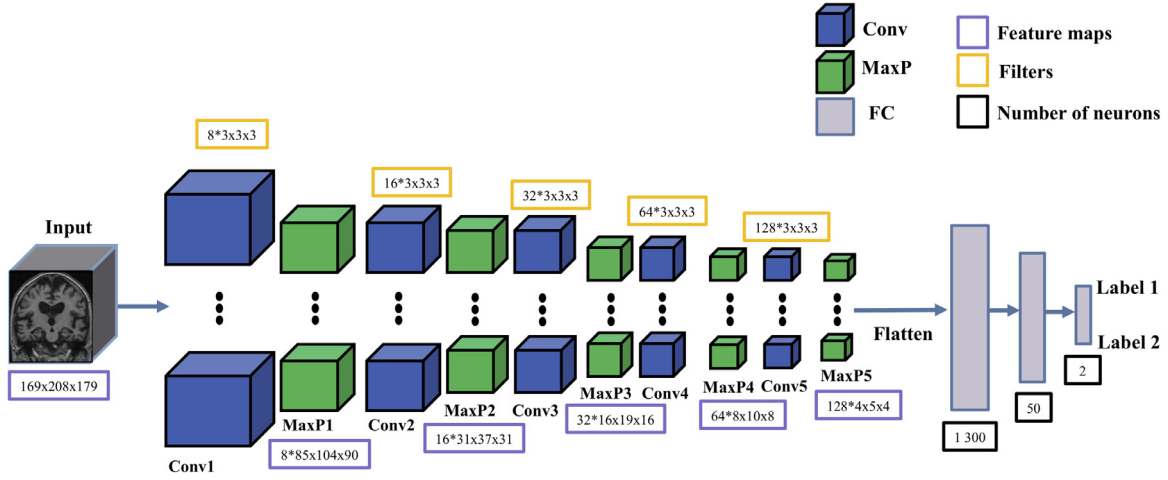 Conv
MaxP
FC
Feature maps
Filters
Number of neurons
8*3x3x3
16*3x3x3
32*3x3x3
64*3x3x3
128*3x3x3
Input
169x208x179
Conv1
MaxP1
8*85x104x90
Conv2
MaxP2
16*31x37x31
Conv3
MaxP3
32*16x19x16
Conv4
MaxP4
64*8x10x8
Conv5
MaxP5
128*4x5x4
Flatten
1 300
50
Label 1
Label 2
2